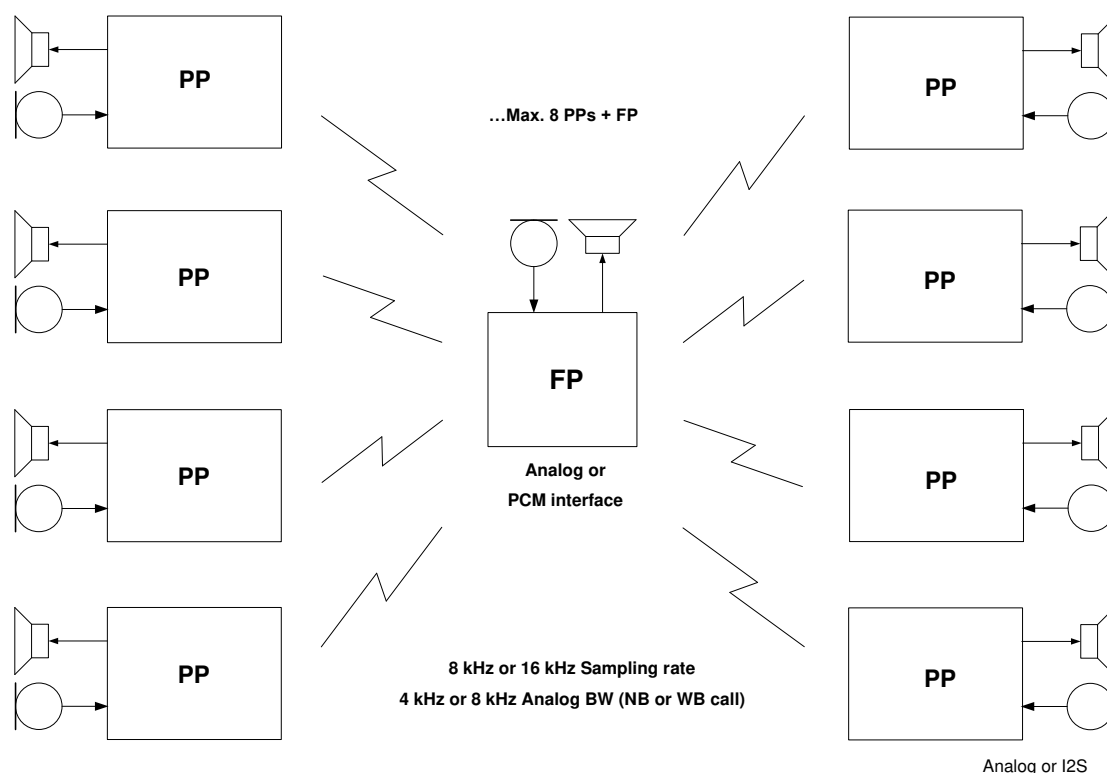 PP
PP
…Max. 8 PPs + FP
PP
PP
FP
Analog or
PCM interface
PP
PP
8 kHz or 16 kHz Sampling rate
4 kHz or 8 kHz Analog BW (NB or WB call)
PP
PP
Analog or I2S